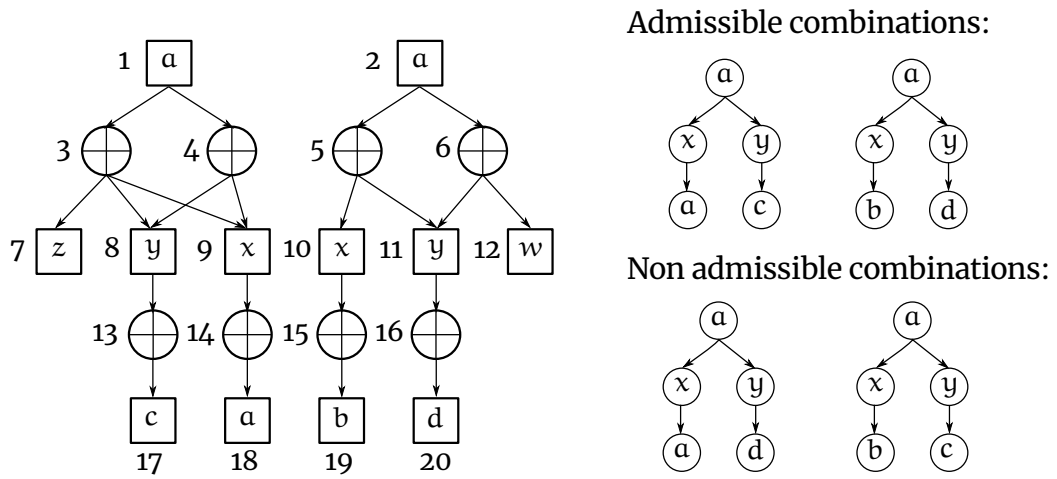 Admissible combinations:
1 a 2 a
a a
3 4 5 6
x y x y
a c b d
7 z 8 y 9 x 10 x 11 y 12 w
Non admissible combinations:
a a
13 14 15 16
x y x y
c a b d
a d b c
17 18 19 20